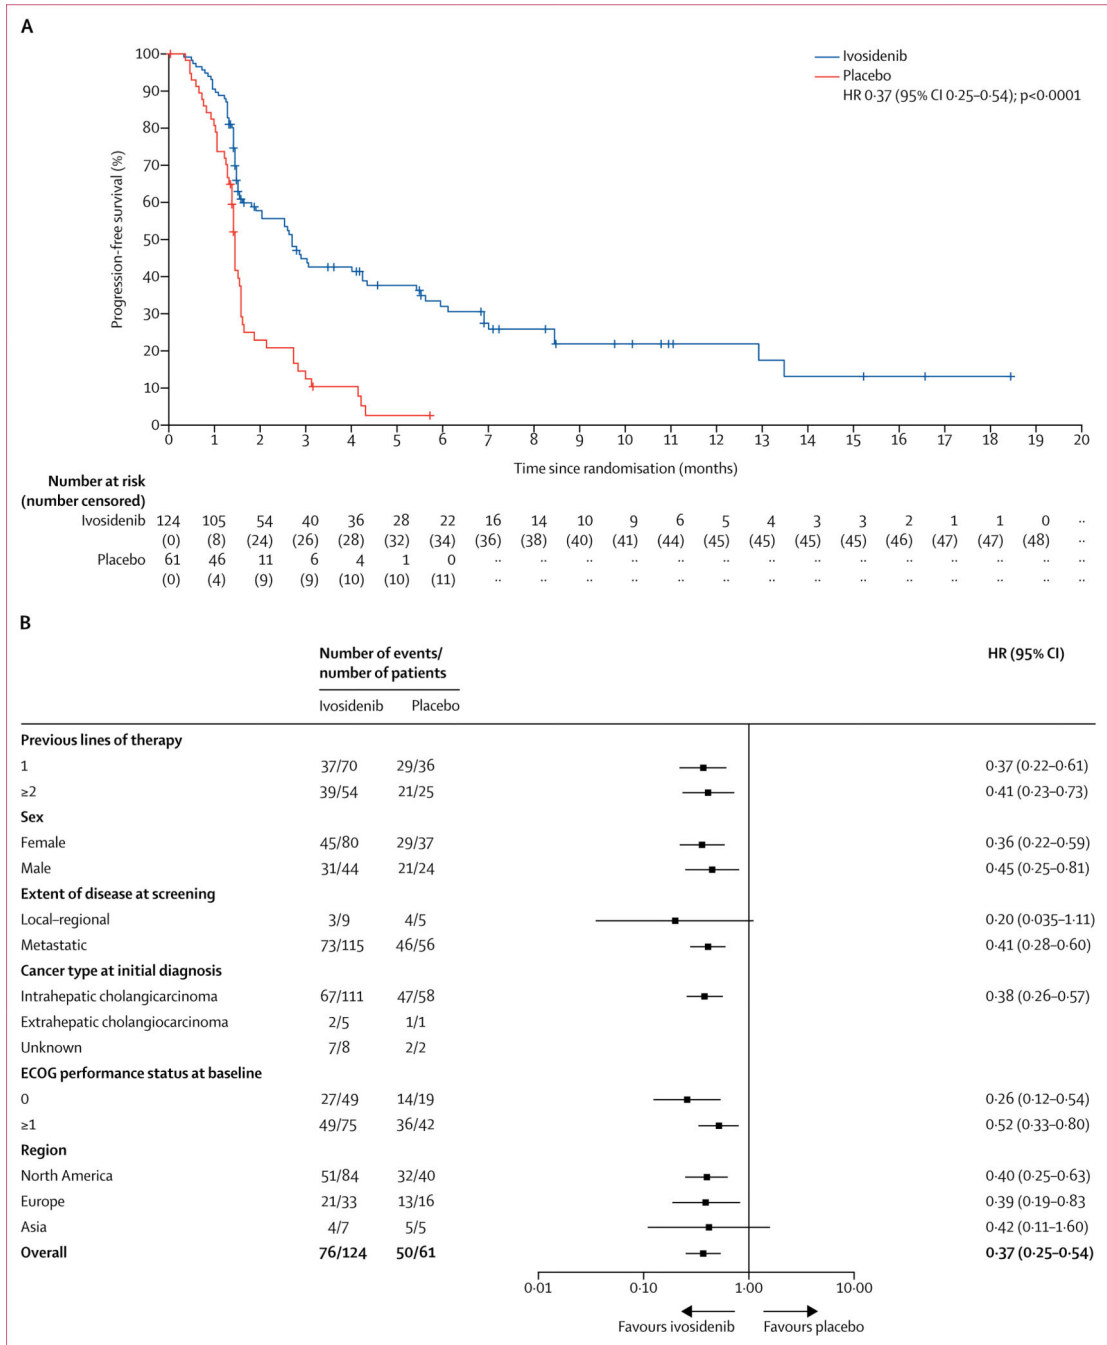 A
Ivosidenib
Placebo
HR 0·37 (95% CI 0·25–0·54); p<0·0001
Progression-free survival (%)
100
90
80
70
60
50
40
30
20
10
0
0 1 2 3 4 5 6 7 8 9 10 11 12 13 14 15 16 17 18 19 20
Time since randomisation (months)
Number at risk
(number censored)
Ivosidenib 124 105 54 40 36 28 22 16 14 10 9 6 5 4 3 3 2 1 1 0 ··
(0) (8) (24) (26) (28) (32) (34) (36) (38) (40) (41) (44) (45) (45) (45) (45) (46) (47) (47) (48) ··
Placebo 61 46 11 6 4 1 0 ·· ·· ·· ·· ·· ·· ·· ·· ·· ·· ·· ·· ·· ··
(0) (4) (9) (9) (10) (10) (11) ·· ·· ·· ·· ·· ·· ·· ·· ·· ·· ·· ·· ·· ··
B
Number of events/ HR (95% CI)
number of patients
Ivosidenib Placebo
Previous lines of therapy
1 37/70 29/36 0·37 (0·22–0·61)
≥2 39/54 21/25 0·41 (0·23–0·73)
Sex
Female 45/80 29/37 0·36 (0·22–0·59)
Male 31/44 21/24 0·45 (0·25–0·81)
Extent of disease at screening
Local–regional 3/9 4/5 0·20 (0·035–1·11)
Metastatic 73/115 46/56 0·41 (0·28–0·60)
Cancer type at initial diagnosis
Intrahepatic cholangicarcinoma 67/111 47/58 0·38 (0·26–0·57)
Extrahepatic cholangiocarcinoma 2/5 1/1
Unknown 7/8 2/2
ECOG performance status at baseline
0 27/49 14/19 0·26 (0·12–0·54)
≥1 49/75 36/42 0·52 (0·33–0·80)
Region
North America 51/84 32/40 0·40 (0·25–0·63)
Europe 21/33 13/16 0·39 (0·19–0·83
Asia 4/7 5/5 0·42 (0·11–1·60)
Overall 76/124 50/61 0·37 (0·25–0·54)
0·01 0·10 1·00 10·00
Favours ivosidenib Favours placebo